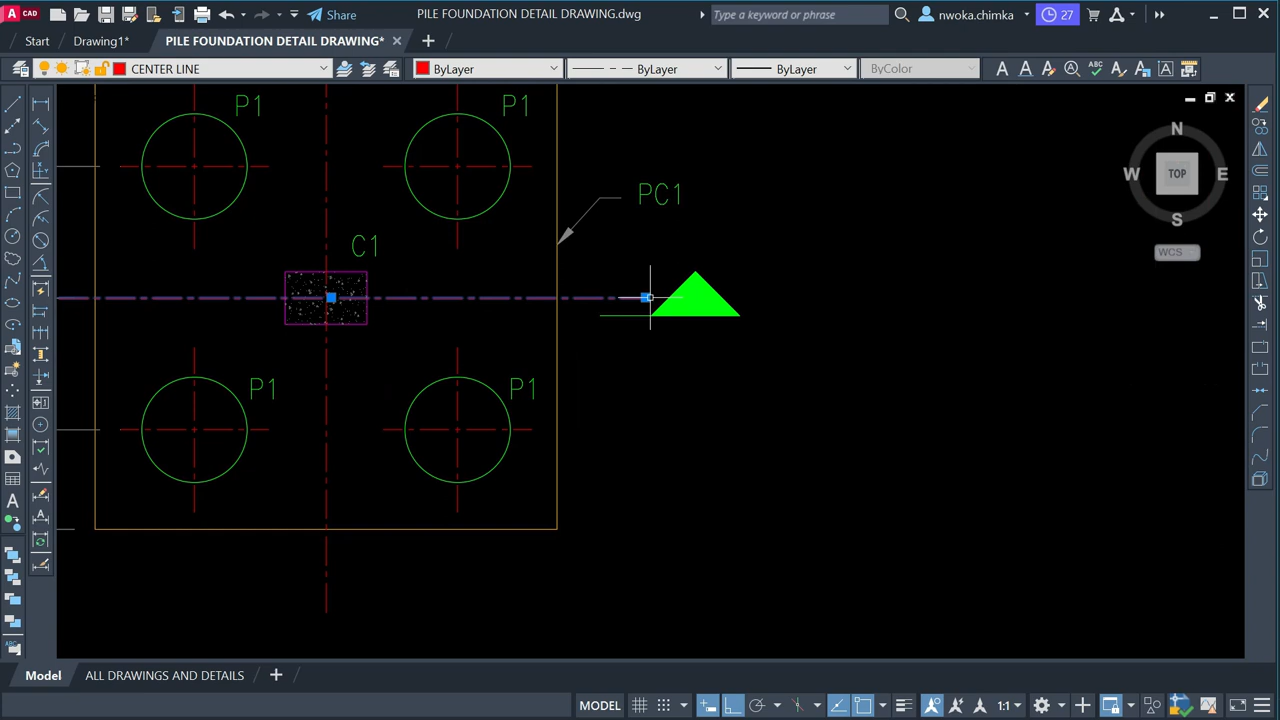 CAD
Share
PILE FOUNDATION DETAIL DRAWING.dwg
Type a keyword or phrase
nwoka.chimka
27
Start
Drawing1*
PILE FOUNDATION DETAIL DRAWING*
CENTER LINE
ByLayer
ByLayer
ByLayer
ByColor
P1
P1
N
W
TOP
E
S
WCS
PC1
C1
P1
P1
Model
ALL DRAWINGS AND DETAILS
MODEL
1:1